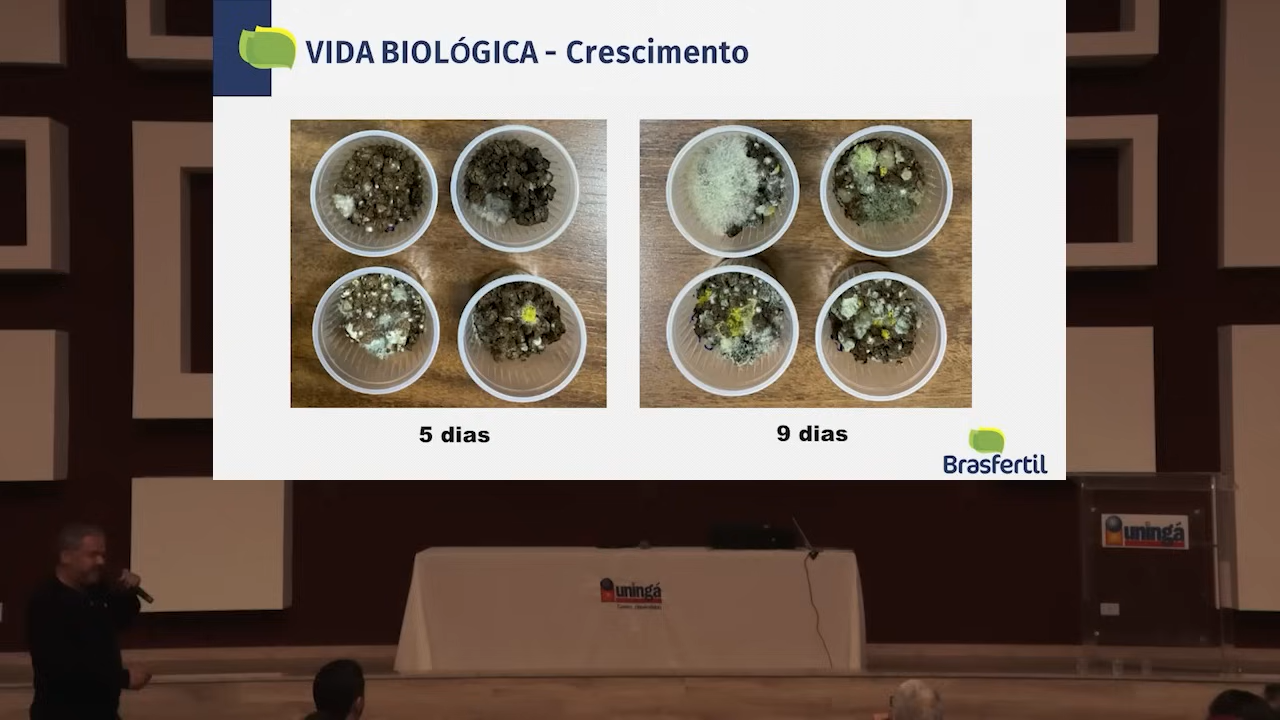 VIDA BIOLÓGICA - Crescimento
5 dias
9 dias
Brasfertil
uningá
uningá